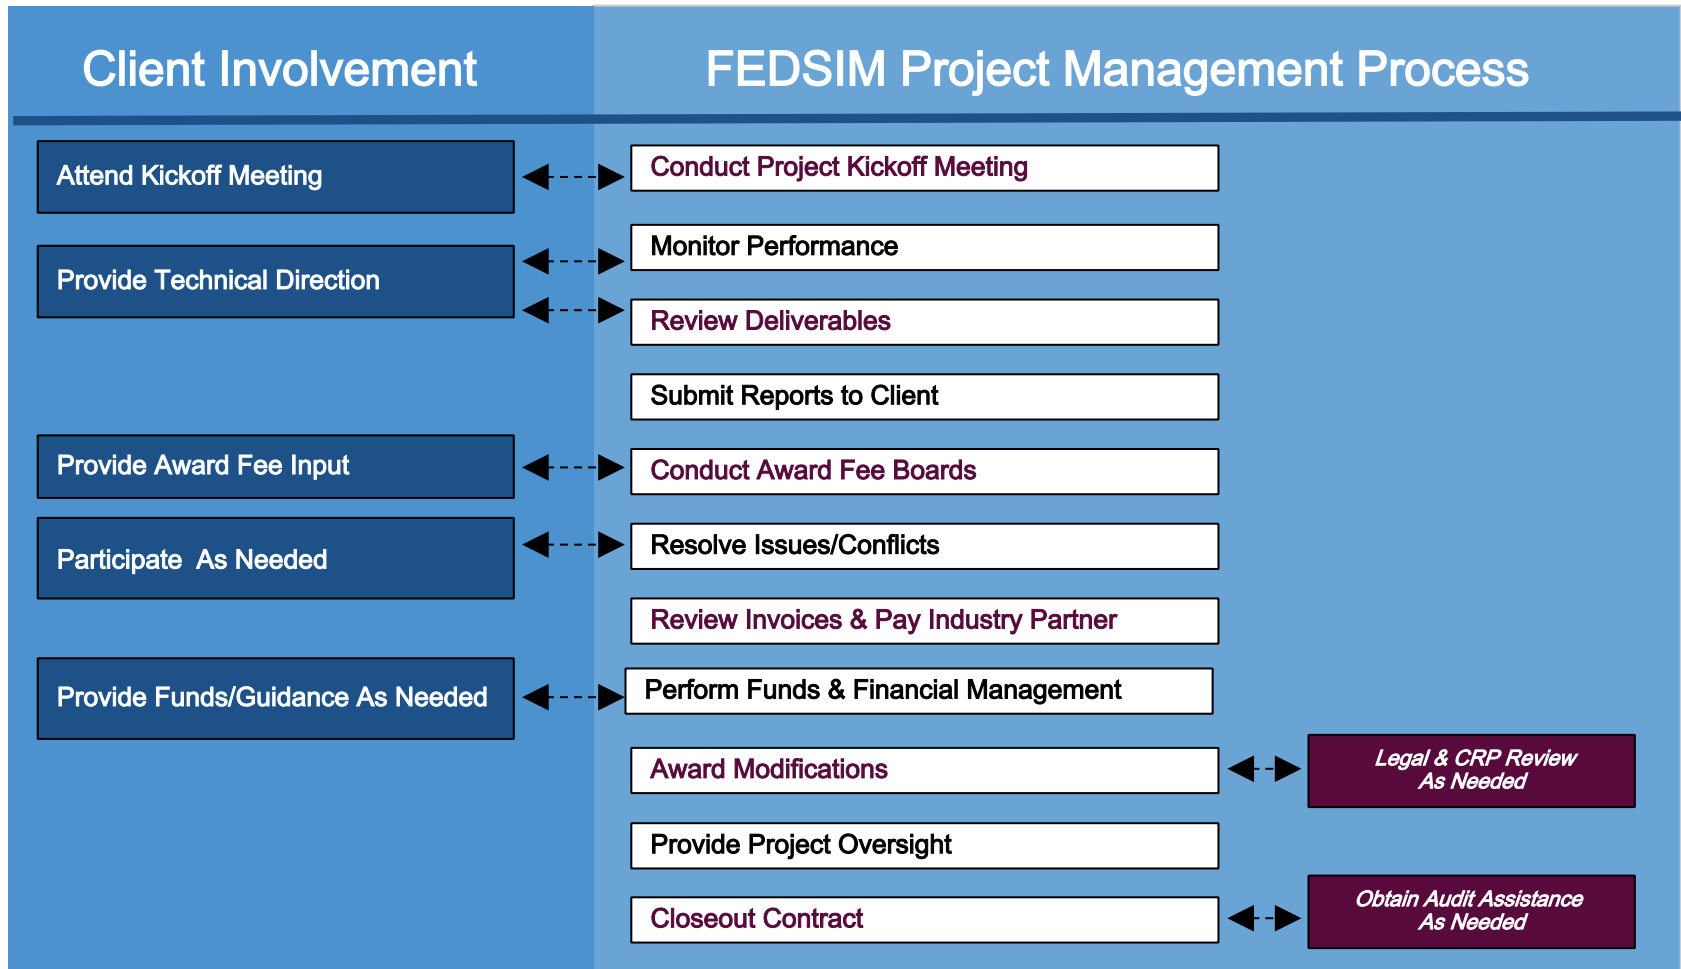 Client Involvement
FEDSIM Project Management Process
Attend Kickoff Meeting
Conduct Project Kickoff Meeting
Provide Technical Direction
Monitor Performance
Review Deliverables
Submit Reports to Client
Provide Award Fee Input
Conduct Award Fee Boards
Participate  As Needed
Resolve Issues/Conflicts
Review Invoices & Pay Industry Partner
Provide Funds/Guidance As Needed
Perform Funds & Financial Management
Award Modifications
Legal & CRP Review
As Needed
Provide Project Oversight
Closeout Contract
Obtain Audit Assistance
As Needed